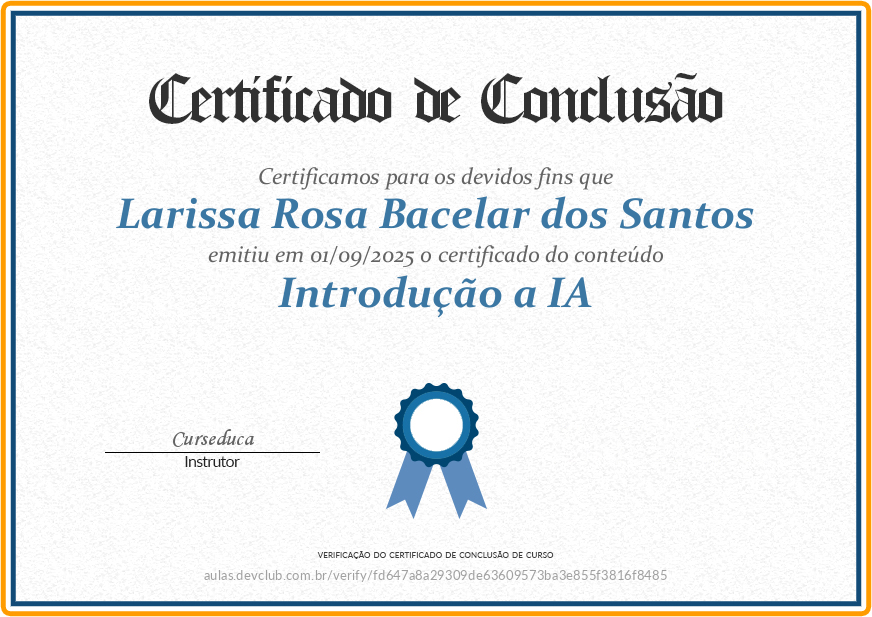 Certificado de Conclusão
Certificamos para os devidos fins que
Larissa Rosa Bacelar dos Santos
emitiu em 01/09/2025 o certificado do conteúdo
Introdução a IA
Curseduca
Instrutor
VERIFICAÇÃO DO CERTIFICADO DE CONCLUSÃO DE CURSO
aulas.devclub.com.br/verify/fd647a8a29309de63609573ba3e855f3816f8485